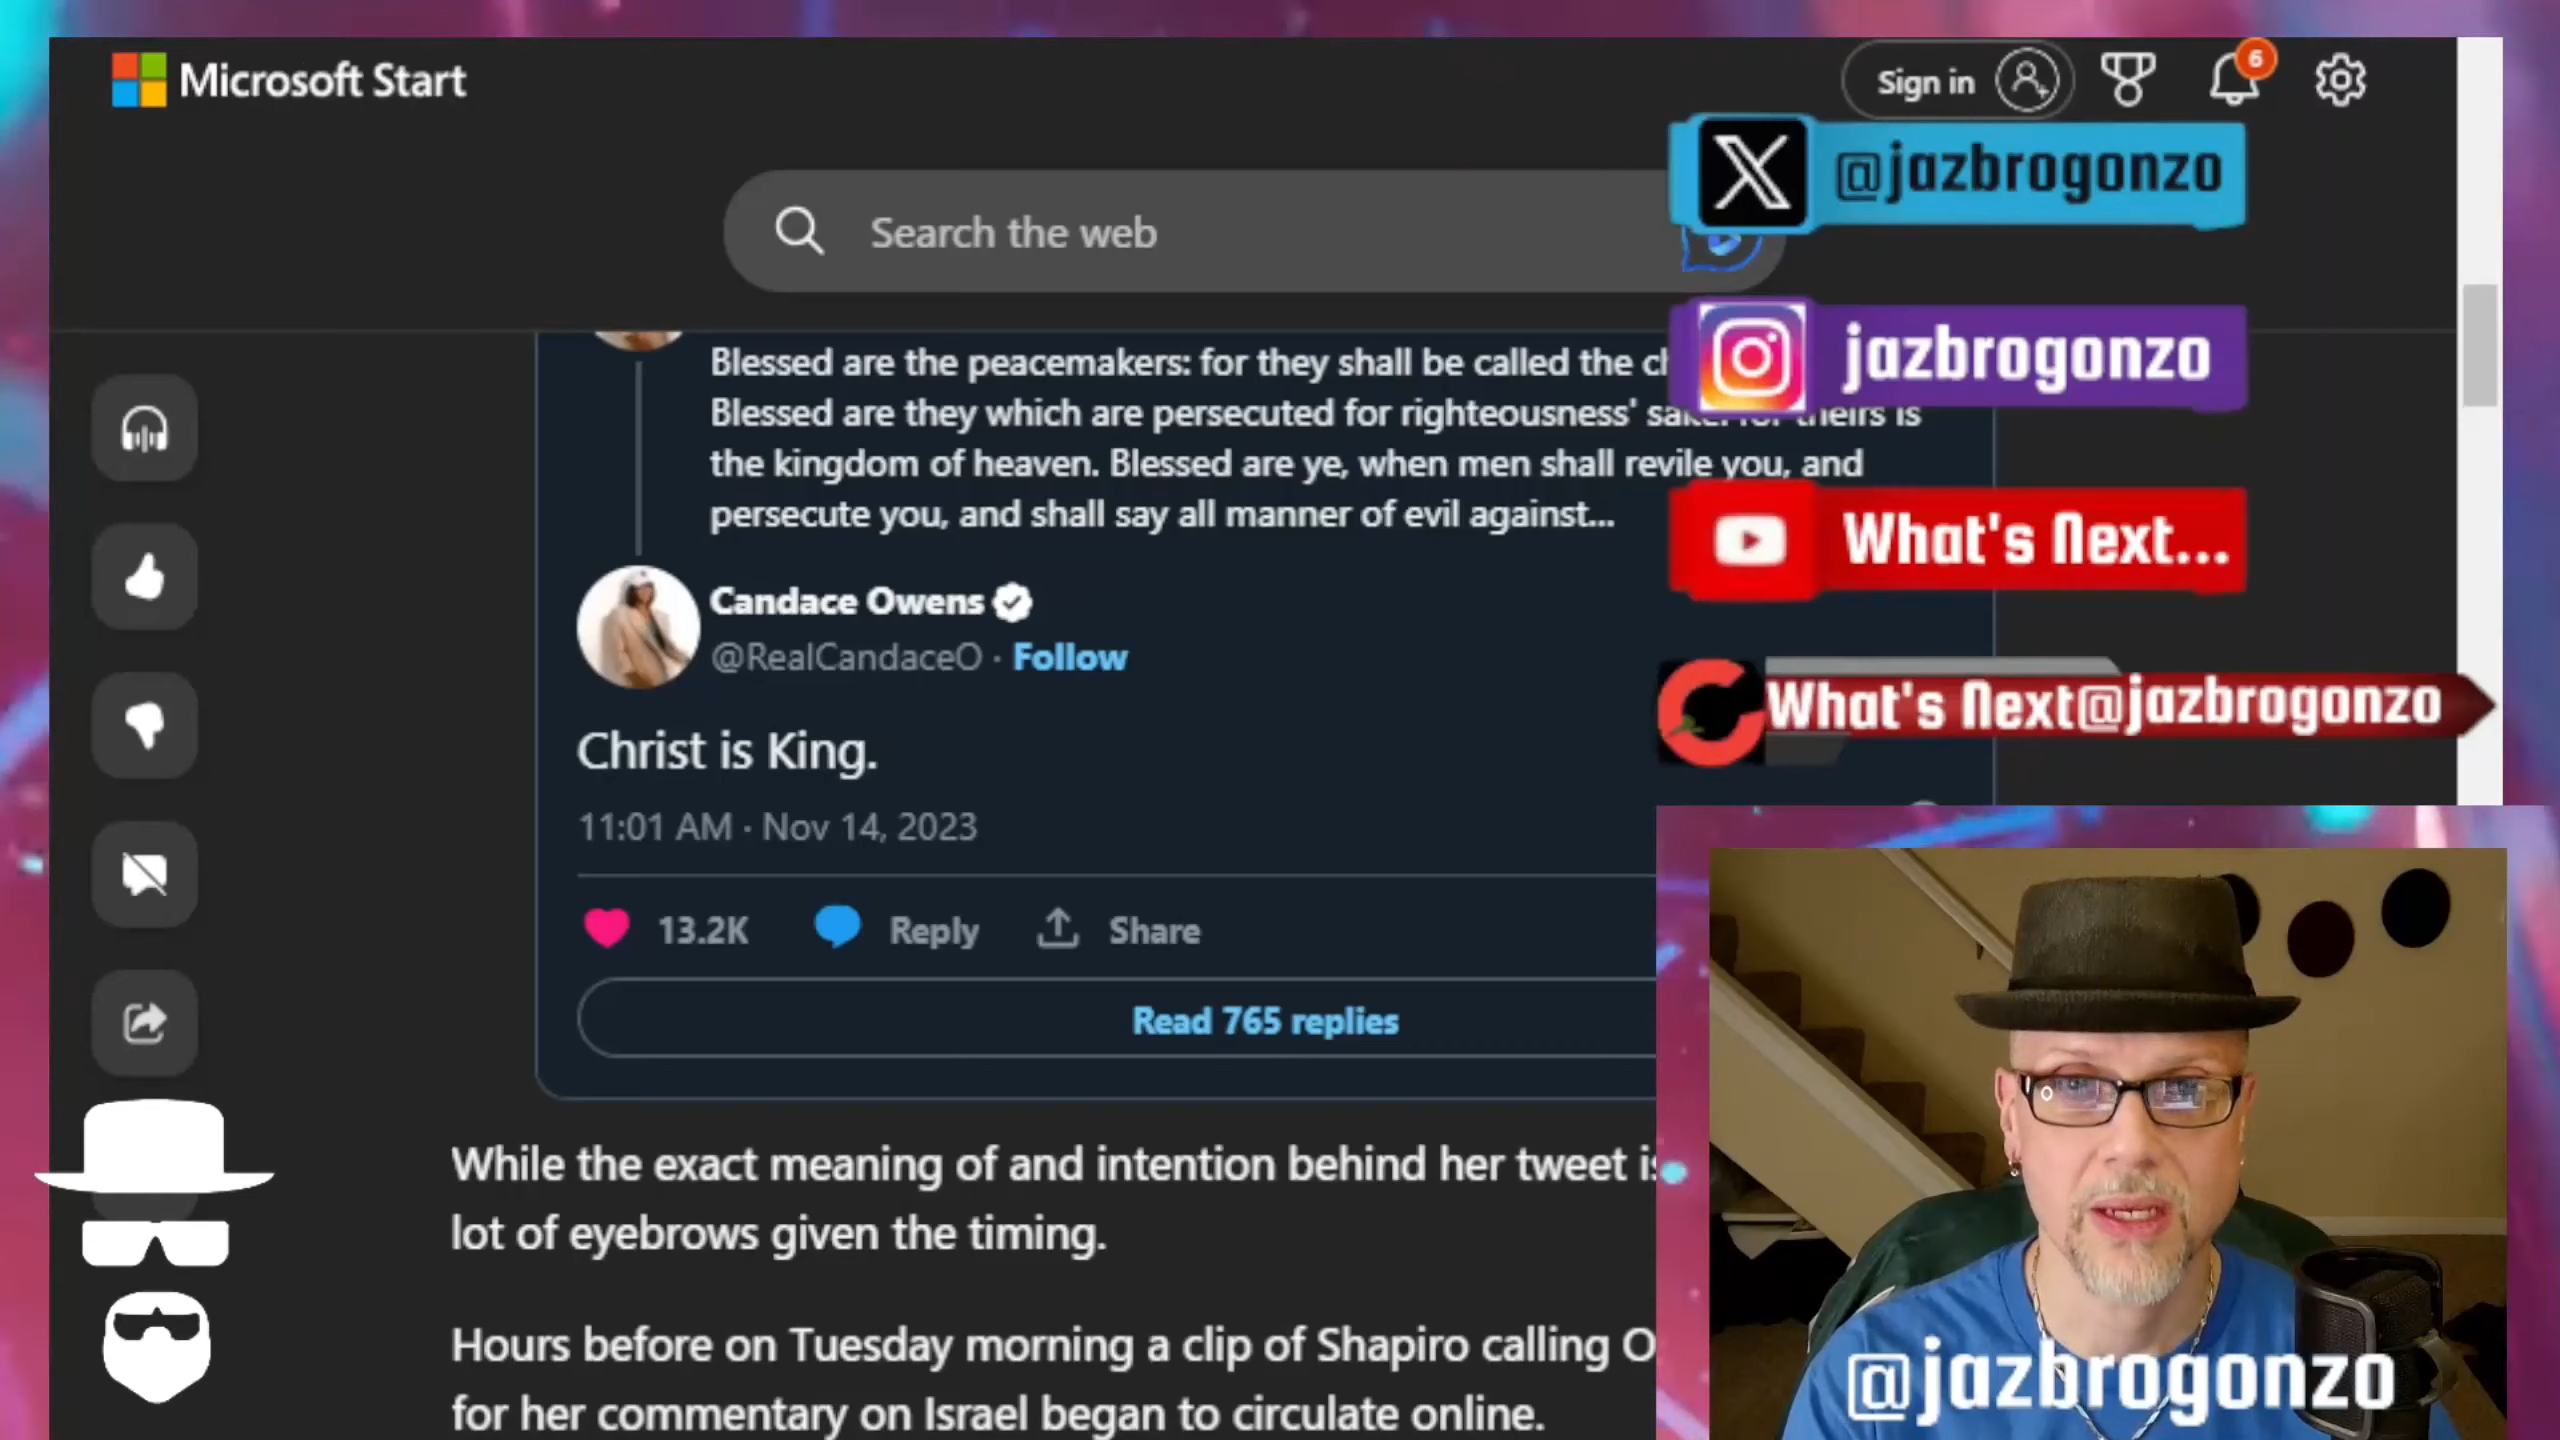 Microsoft Start
Sign in
6
@jazbrogonzo
Search the web
jazbrogonzo
Blessed are the peacemakers: for they shall be called the
Blessed are they which are persecuted for righteousness' theirs is
the kingdom of heaven. Blessed are ye, when men shall revile you, and
persecute you, and shall say all manner of evil against...
What's Next...
Candace Owens
@RealCandaceO · Follow
What's Next@jazbrogonzo
Christ is King.
11:01 AM · Nov 14, 2023
13.2K Reply Share
Read 765 replies
While the exact meaning of and intention behind her tweet
lot of eyebrows given the timing.
Hours before on Tuesday morning a clip of Shapiro calling
for her commentary on Israel began to circulate online.
@jazbrogonzo